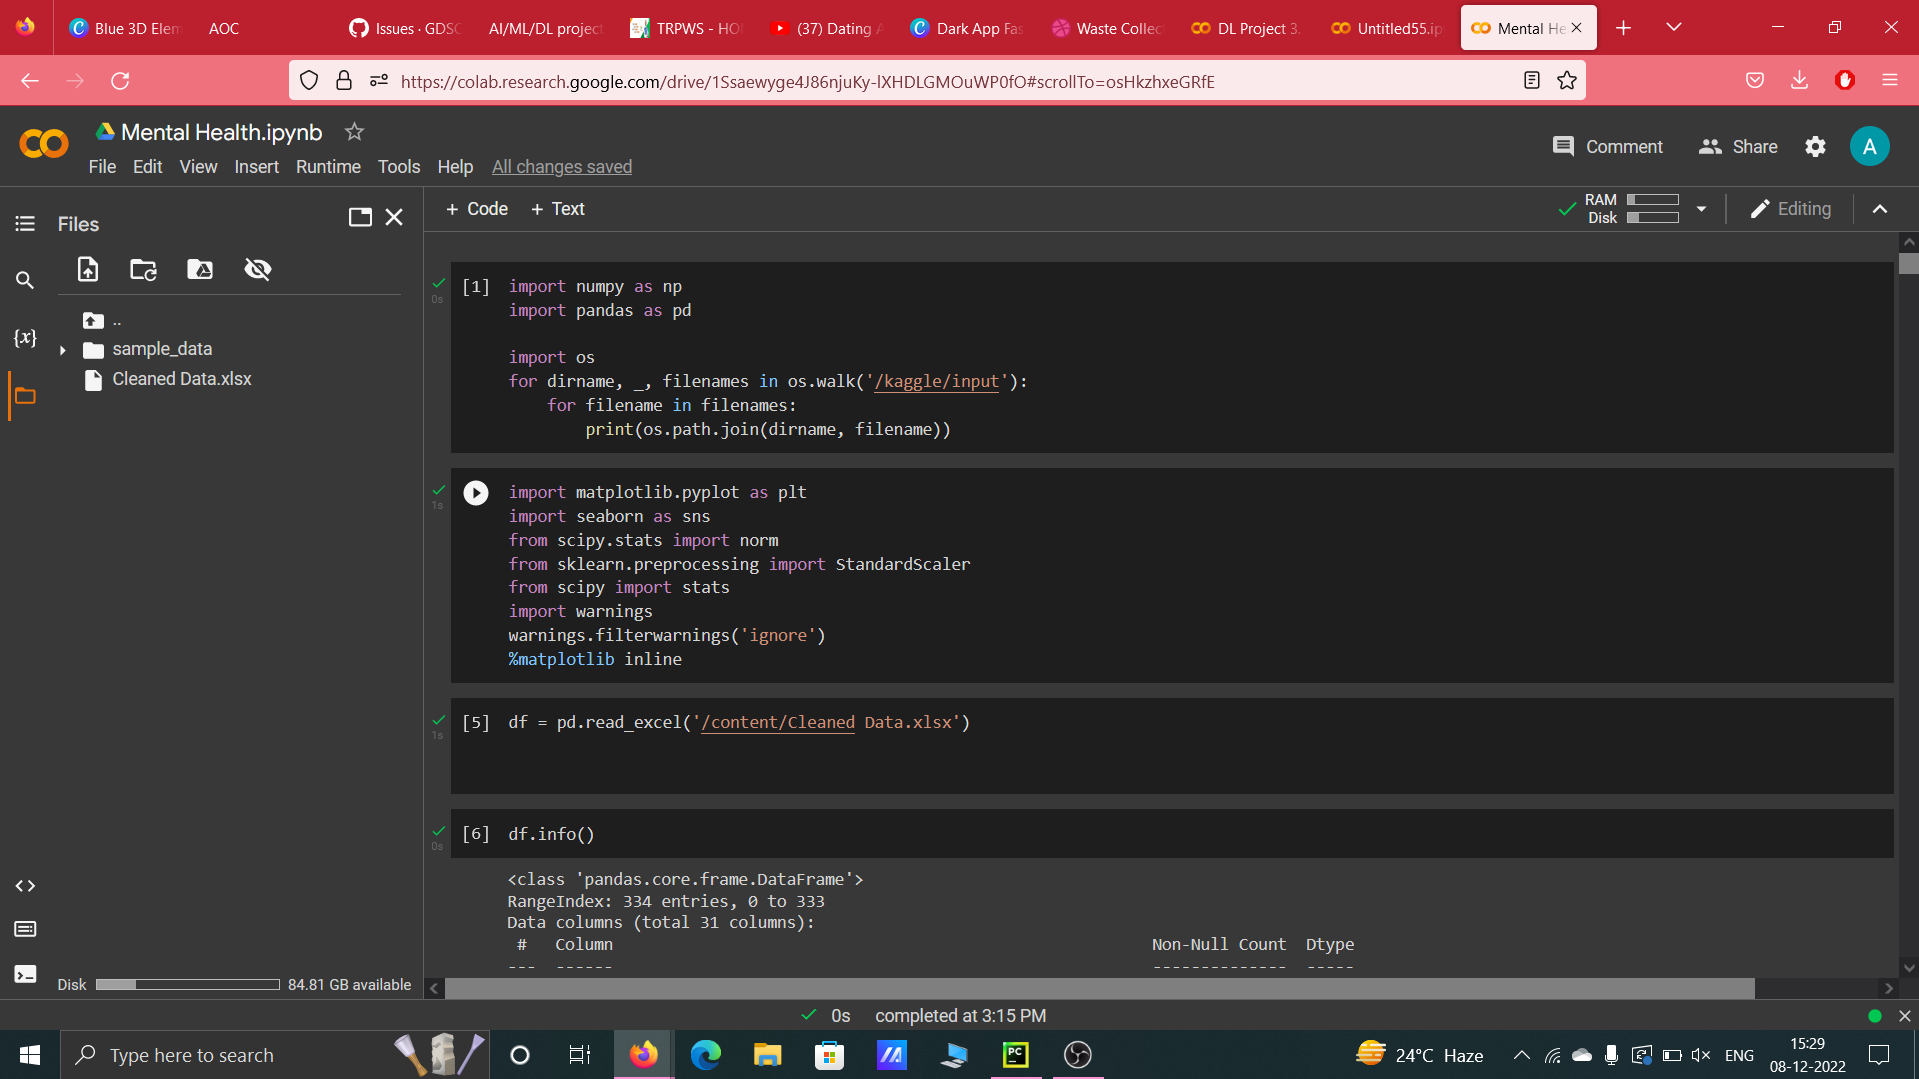 Blue 3D Elem
AOC
Issues · GDSC
AI/ML/DL project
TRPWS - HO
(37) Dating A
Dark App Fas
Waste Collec
DL Project 3.
Untitled55.ip
Mental He
https://colab.research.google.com/drive/1Ssaewyge4J86njuKy-lXHDLGMOuWP0fO#scrollTo=osHkzhxeGRfE
Mental Health.ipynb
File Edit View Insert Runtime Tools Help All changes saved
Comment
Share
A
Files
+ Code + Text
RAM
Disk
Editing
..
sample_data
Cleaned Data.xlsx
{x}
[1] import numpy as np
import pandas as pd
import os
for dirname, _, filenames in os.walk('/kaggle/input'):
for filename in filenames:
print(os.path.join(dirname, filename))
0s
import matplotlib.pyplot as plt
import seaborn as sns
from scipy.stats import norm
from sklearn.preprocessing import StandardScaler
from scipy import stats
import warnings
warnings.filterwarnings('ignore')
%matplotlib inline
1s
[5] df = pd.read_excel('/content/Cleaned Data.xlsx')
1s
[6] df.info()
0s
<class 'pandas.core.frame.DataFrame'>
RangeIndex: 334 entries, 0 to 333
Data columns (total 31 columns):
# Column Non-Null Count Dtype
--- ------ -------------- -----
Disk 84.81 GB available
0s completed at 3:15 PM
Type here to search
PC
24°C Haze
ENG
15:29
08-12-2022